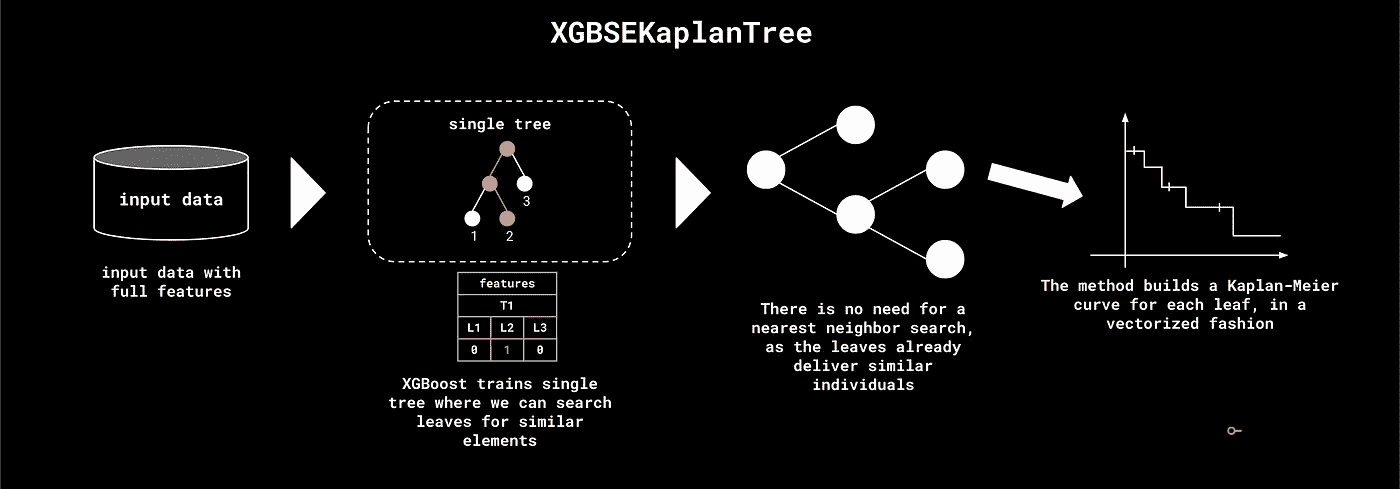 XGBSEKaplanTree
input data
input data with
full features
single tree
3
1 2
features
T1
L1 L2 L3
0 1 0
XGBoost trains single
tree where we can search
leaves for similar
elements
There is no need for a
nearest neighbor search,
as the leaves already
deliver similar
individuals
The method builds a Kaplan-Meier
curve for each leaf, in a
vectorized fashion